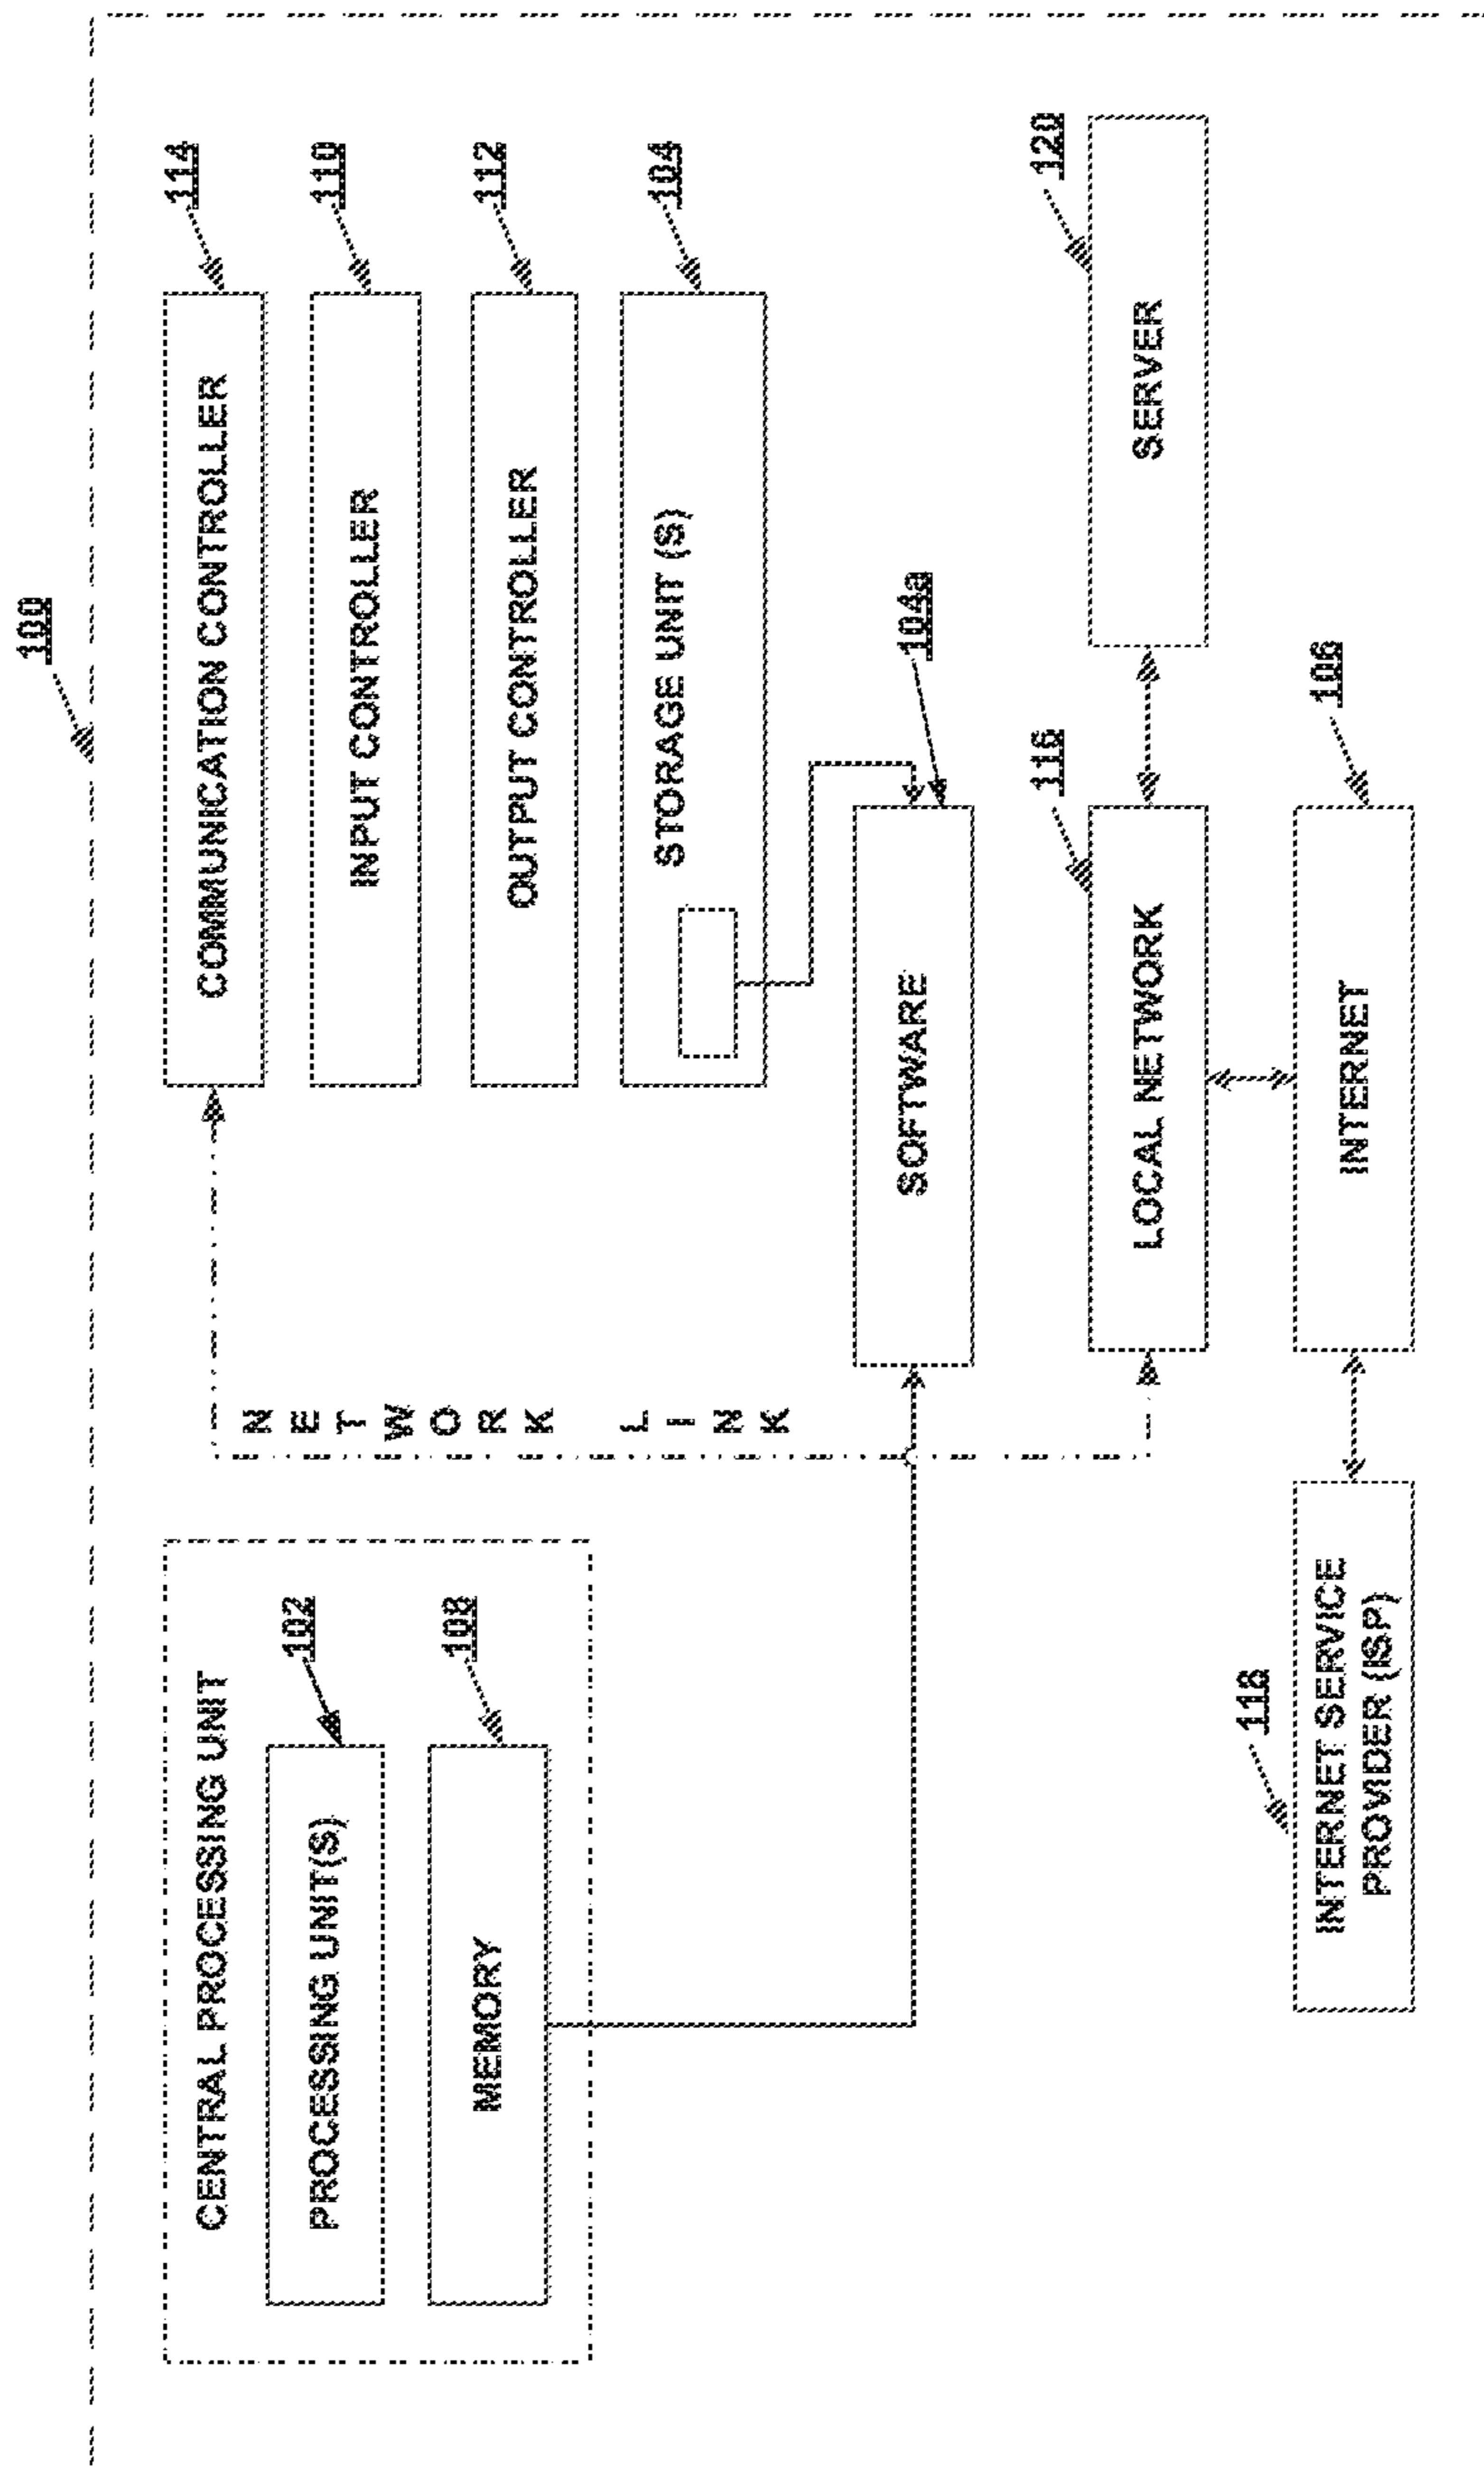 100
CENTRAL PROCESSING UNIT
102
PROCESSING UNIT(S)
108
MEMORY
NETWORK LINK
114
COMMUNICATION CONTROLLER
110
INPUT CONTROLLER
112
OUTPUT CONTROLLER
104
STORAGE UNIT (S)
104a
SOFTWARE
116
LOCAL NETWORK
120
SERVER
118
INTERNET SERVICE
PROVIDER (ISP)
106
INTERNET